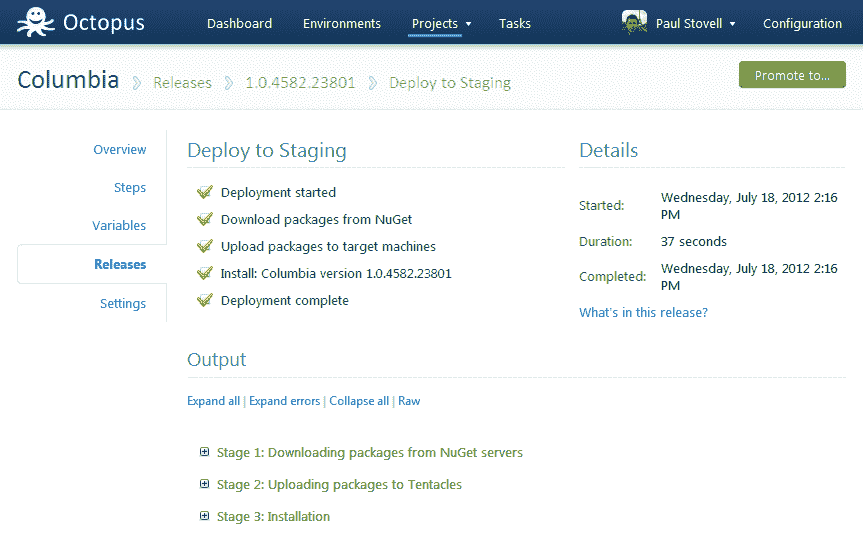 Octopus Dashboard Environments Projects Tasks Paul Stovell Configuration
Columbia Releases 1.0.4582.23801 Deploy to Staging Promote to...
Overview
Steps
Variables
Releases
Settings
Deploy to Staging
Deployment started
Download packages from NuGet
Upload packages to target machines
Install: Columbia version 1.0.4582.23801
Deployment complete
Details
Started: Wednesday, July 18, 2012 2:16
PM
Duration: 37 seconds
Completed: Wednesday, July 18, 2012 2:16
PM
What's in this release?
Output
Expand all | Expand errors | Collapse all | Raw
Stage 1: Downloading packages from NuGet servers
Stage 2: Uploading packages to Tentacles
Stage 3: Installation